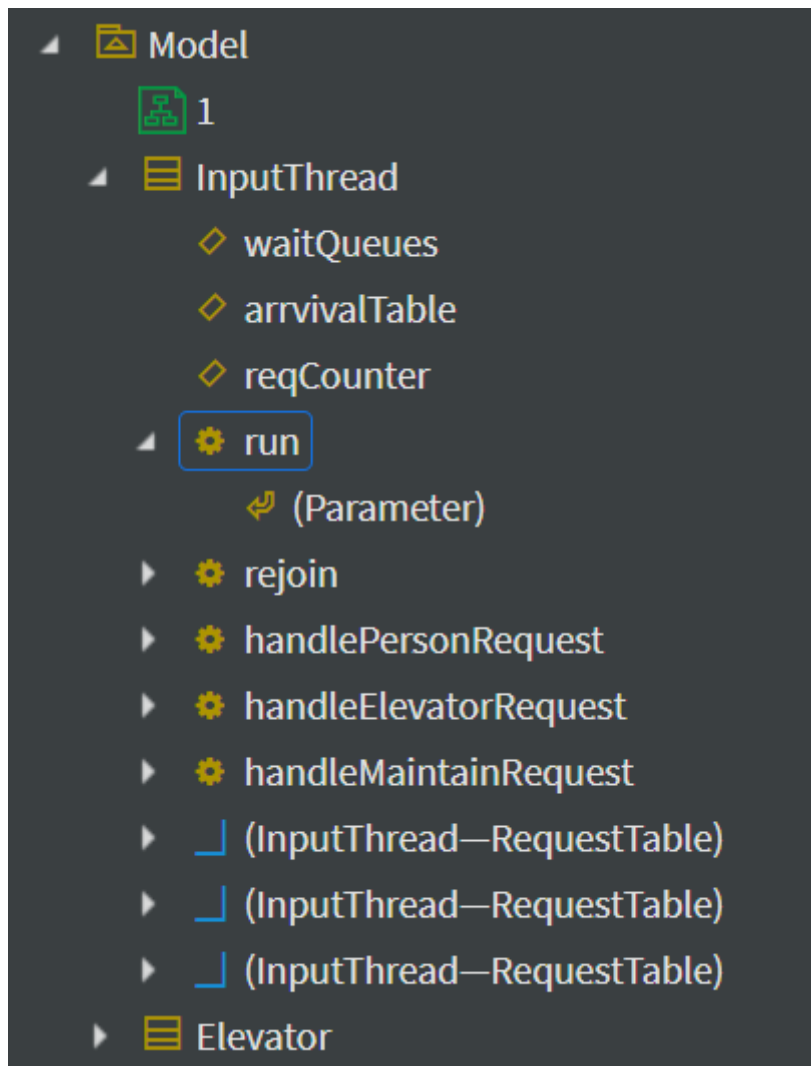 Model
1
InputThread
waitQueues
arrvivalTable
reqCounter
run
(Parameter)
rejoin
handlePersonRequest
handleElevatorRequest
handleMaintainRequest
(InputThread—RequestTable)
(InputThread—RequestTable)
(InputThread—RequestTable)
Elevator